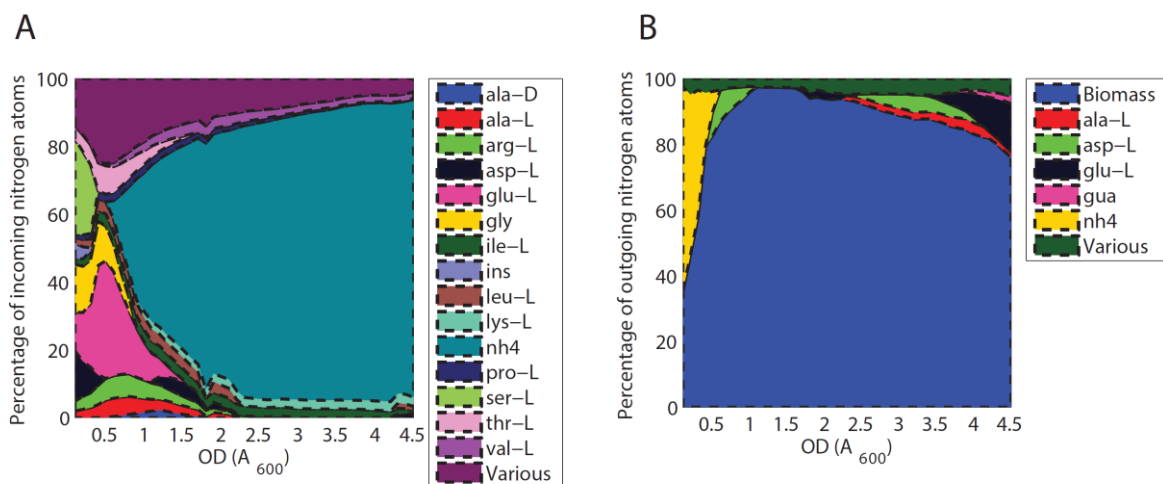 A
Percentage of incoming nitrogen atoms
100
80
60
40
20
0
0.5 1 1.5 2 2.5 3 3.5 4 4.5
OD (A 600)
ala-D
ala-L
arg-L
asp-L
glu-L
gly
ile-L
ins
leu-L
lys-L
nh4
pro-L
ser-L
thr-L
val-L
Various
B
Percentage of outgoing nitrogen atoms
100
80
60
40
20
0
0.5 1 1.5 2 2.5 3 3.5 4 4.5
OD (A 600)
Biomass
ala-L
asp-L
glu-L
gua
nh4
Various